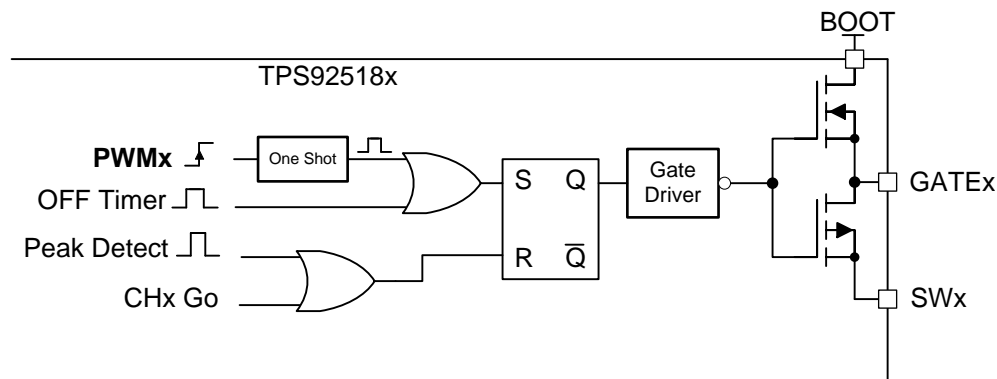 BOOT
TPS92518x
PWMx
One Shot
OFF Timer
S Q
Gate
Driver
GATEx
Peak Detect
R Q̅
CHx Go
SWx